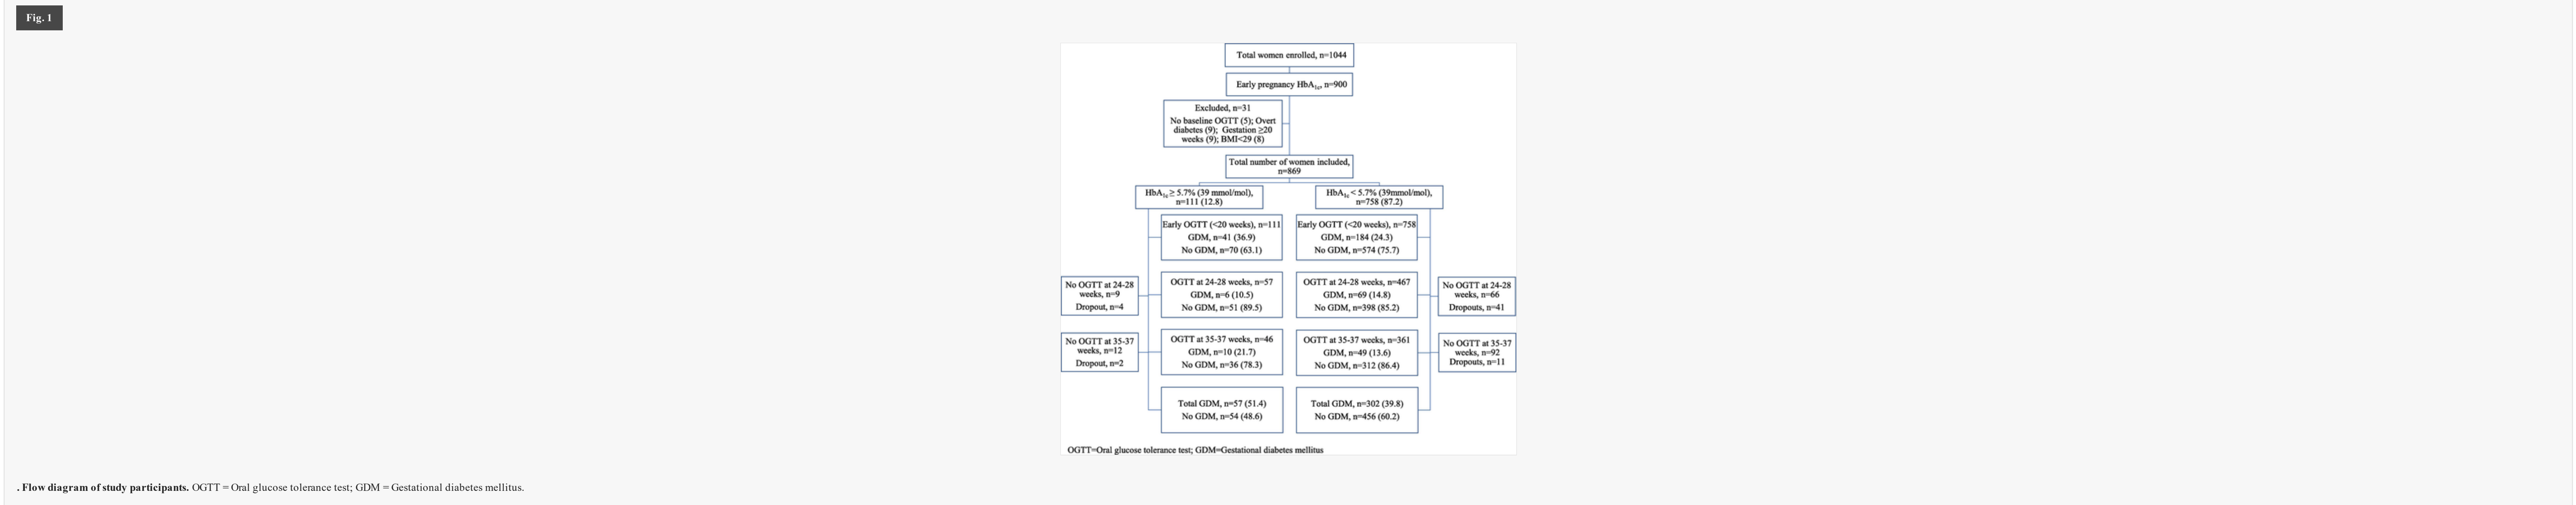 Fig. 1
Total women enrolled, n=1044
Early pregnancy HbA1c, n=900
Excluded, n=31
No baseline OGTT (5); Overt
diabetes (9); Gestation ≥20
weeks (9); BMI<29 (8)
Total number of women included,
n=869
HbA1c ≥ 5.7% (39 mmol/mol),
n=111 (12.8)
HbA1c < 5.7% (39mmol/mol),
n=758 (87.2)
Early OGTT (<20 weeks), n=111
GDM, n=41 (36.9)
No GDM, n=70 (63.1)
Early OGTT (<20 weeks), n=758
GDM, n=184 (24.3)
No GDM, n=574 (75.7)
No OGTT at 24-28
weeks, n=9
Dropout, n=4
OGTT at 24-28 weeks, n=57
GDM, n=6 (10.5)
No GDM, n=51 (89.5)
OGTT at 24-28 weeks, n=467
GDM, n=69 (14.8)
No GDM, n=398 (85.2)
No OGTT at 24-28
weeks, n=66
Dropouts, n=41
No OGTT at 35-37
weeks, n=12
Dropout, n=2
OGTT at 35-37 weeks, n=46
GDM, n=10 (21.7)
No GDM, n=36 (78.3)
OGTT at 35-37 weeks, n=361
GDM, n=49 (13.6)
No GDM, n=312 (86.4)
No OGTT at 35-37
weeks, n=92
Dropouts, n=11
Total GDM, n=57 (51.4)
No GDM, n=54 (48.6)
Total GDM, n=302 (39.8)
No GDM, n=456 (60.2)
OGTT=Oral glucose tolerance test; GDM=Gestational diabetes mellitus
. Flow diagram of study participants. OGTT = Oral glucose tolerance test; GDM = Gestational diabetes mellitus.